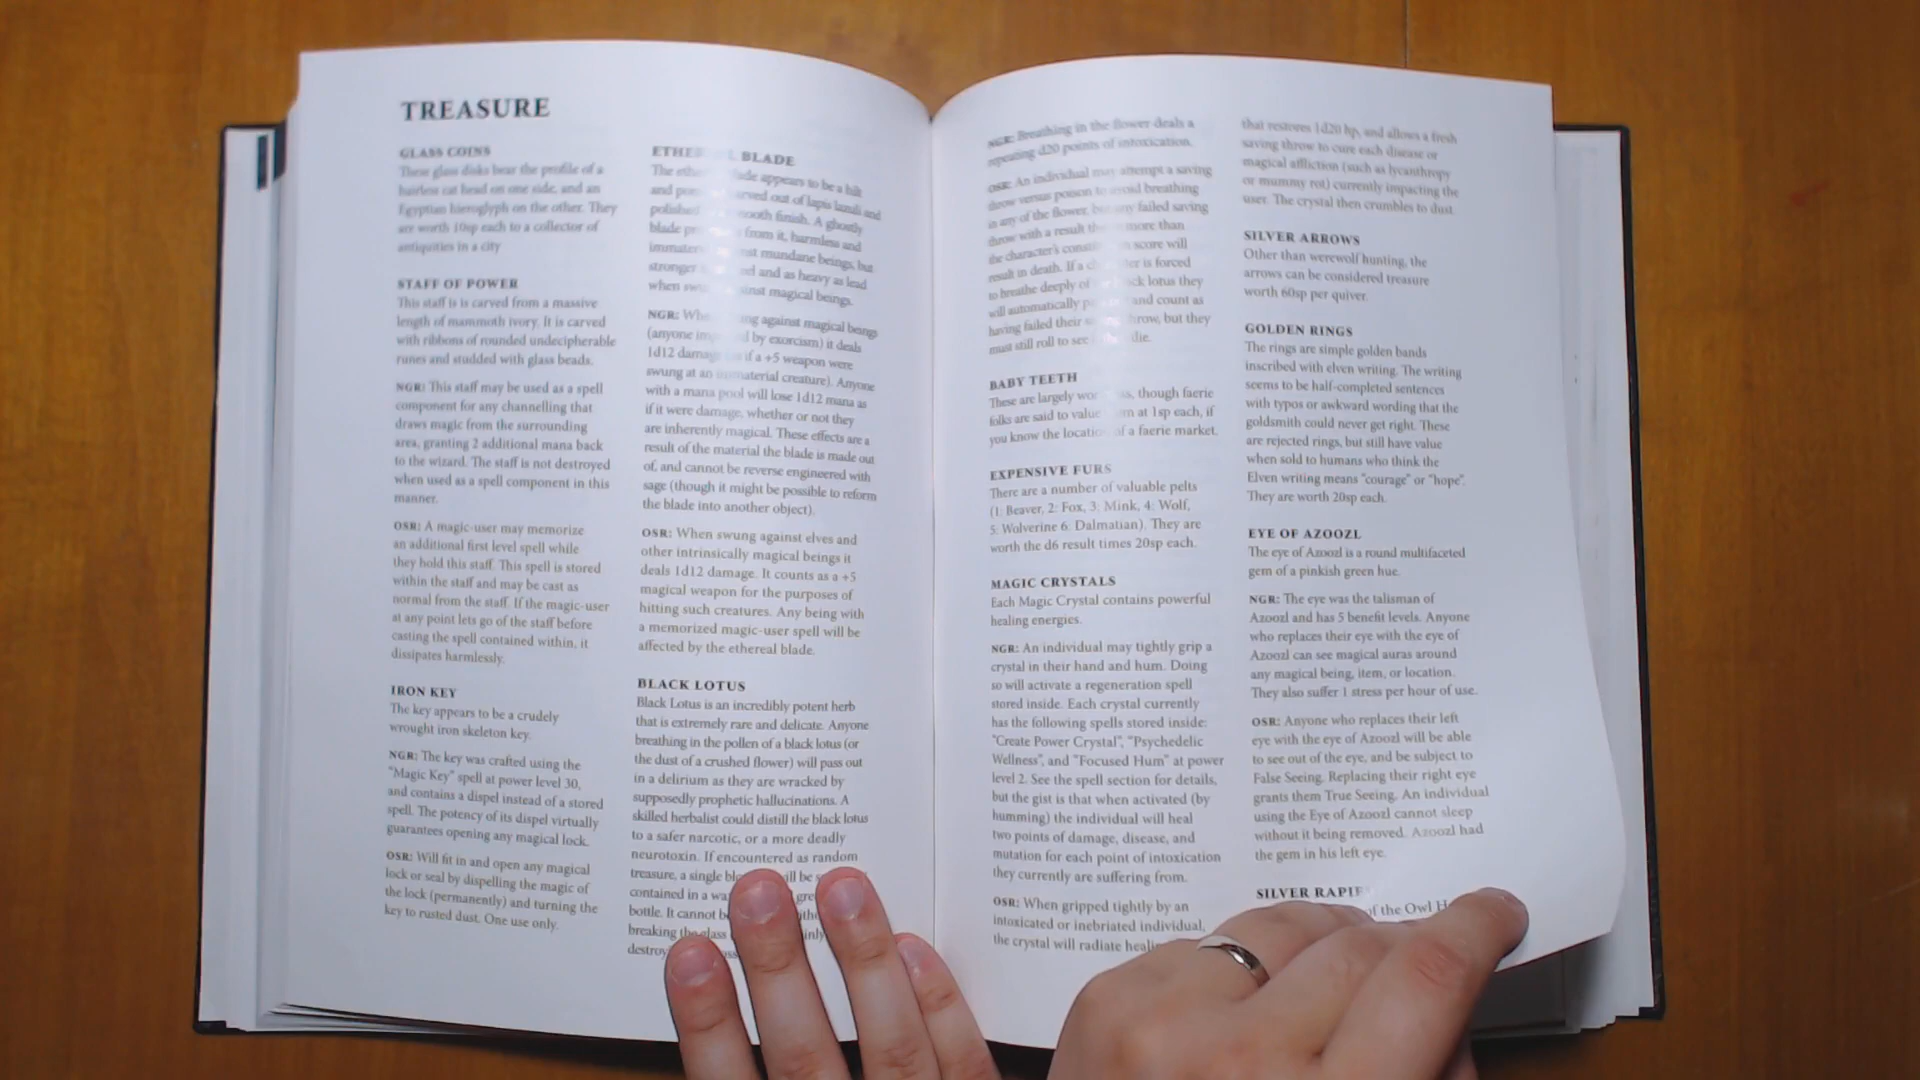 TREASURE
GLASS COINS
These glass disks bear the profile of a
hairless cat head on one side, and an
Egyptian hieroglyph on the other. They
are worth 10sp each to a collector of
antiquities in a city
STAFF OF POWER
This staff is is carved from a massive
length of mammoth ivory. It is carved
with ribbons of rounded undecipherable
runes and studded with glass beads.
NGR: This staff may be used as a spell
component for any channelling that
draws magic from the surrounding
area, granting 2 additional mana back
to the wizard. The staff is not destroyed
when used as a spell component in this
manner.
OSR: A magic-user may memorize
an additional first level spell while
they hold this staff. This spell is stored
within the staff and may be cast as
normal from the staff. If the magic-user
at any point lets go of the staff before
casting the spell contained within, it
dissipates harmlessly.
IRON KEY
The key appears to be a crudely
wrought iron skeleton key.
NGR: The key was crafted using the
"Magic Key" spell at power level 30,
and contains a dispel instead of a stored
spell. The potency of its dispel virtually
guarantees opening any magical lock.
OSR: Will fit in and open any magical
lock or seal by dispelling the magic of
the lock (permanently) and turning the
key to rusted dust. One use only.
BLADE
The appears to be a hilt
and carved out of lapis lazuli and
polished smooth finish. A ghostly
blade from it, harmless and
mundane beings, but
stronger and as heavy as lead
when against magical beings.
NGR: against magical beings
(anyone by exorcism) it deals
1d12 damage if a +5 weapon were
swung at an immaterial creature). Anyone
with a mana pool will lose 1d12 mana as
if it were damage, whether or not they
are inherently magical. These effects are a
result of the material the blade is made out
of, and cannot be reverse engineered with
sage (though it might be possible to reform
the blade into another object).
OSR: When swung against elves and
other intrinsically magical beings it
deals 1d12 damage. It counts as a +5
magical weapon for the purposes of
hitting such creatures. Any being with
a memorized magic-user spell will be
affected by the ethereal blade.
BLACK LOTUS
Black Lotus is an incredibly potent herb
that is extremely rare and delicate. Anyone
breathing in the pollen of a black lotus (or
the dust of a crushed flower) will pass out
in a delirium as they are wracked by
supposedly prophetic hallucinations. A
skilled herbalist could distill the black lotus
to a safer narcotic, or a more deadly
neurotoxin. If encountered as random
treasure, a single will be
contained in a
bottle. It cannot
breaking the glass
NGR: Breathing in the flower deals a
repeating d20 points of intoxication.
OSR: An individual may attempt a saving
throw versus poison to avoid breathing
in any of the flower, but any failed saving
throw with a result more than
the character's score will
result in death. If a is forced
to breathe deeply of black lotus they
will automatically and count as
having failed their throw, but they
must still roll to see die.
BABY TEETH
These are largely though faerie
folks are said to value them at 1sp each, if
you know the location of a faerie market.
EXPENSIVE FURS
There are a number of valuable pelts
(1: Beaver, 2: Fox, 3: Mink, 4: Wolf,
5: Wolverine 6: Dalmatian). They are
worth the d6 result times 20sp each.
MAGIC CRYSTALS
Each Magic Crystal contains powerful
healing energies.
NGR: An individual may tightly grip a
crystal in their hand and hum. Doing
so will activate a regeneration spell
stored inside. Each crystal currently
has the following spells stored inside:
"Create Power Crystal", "Psychedelic
Wellness", and "Focused Hum" at power
level 2. See the spell section for details,
but the gist is that when activated (by
humming) the individual will heal
two points of damage, disease, and
mutation for each point of intoxication
they currently are suffering from.
OSR: When gripped tightly by an
intoxicated or inebriated individual,
the crystal will radiate
that restores 1d20 hp, and allows a fresh
saving throw to cure each disease or
magical affliction (such as lycanthropy
or mummy rot) currently impacting the
user. The crystal then crumbles to dust.
SILVER ARROWS
Other than werewolf hunting, the
arrows can be considered treasure
worth 60sp per quiver.
GOLDEN RINGS
The rings are simple golden bands
inscribed with elven writing. The writing
seems to be half-completed sentences
with typos or awkward wording that the
goldsmith could never get right. These
are rejected rings, but still have value
when sold to humans who think the
Elven writing means "courage" or "hope".
They are worth 20sp each.
EYE OF AZOOZL
The eye of Azoozl is a round multifaceted
gem of a pinkish green hue.
NGR: The eye was the talisman of
Azoozl and has 5 benefit levels. Anyone
who replaces their eye with the eye of
Azoozl can see magical auras around
any magical being, item, or location.
They also suffer 1 stress per hour of use.
OSR: Anyone who replaces their left
eye with the eye of Azoozl will be able
to see out of the eye, and be subject to
False Seeing. Replacing their right eye
grants them True Seeing. An individual
using the Eye of Azoozl cannot sleep
without it being removed. Azoozl had
the gem in his left eye.
SILVER
of the Owl